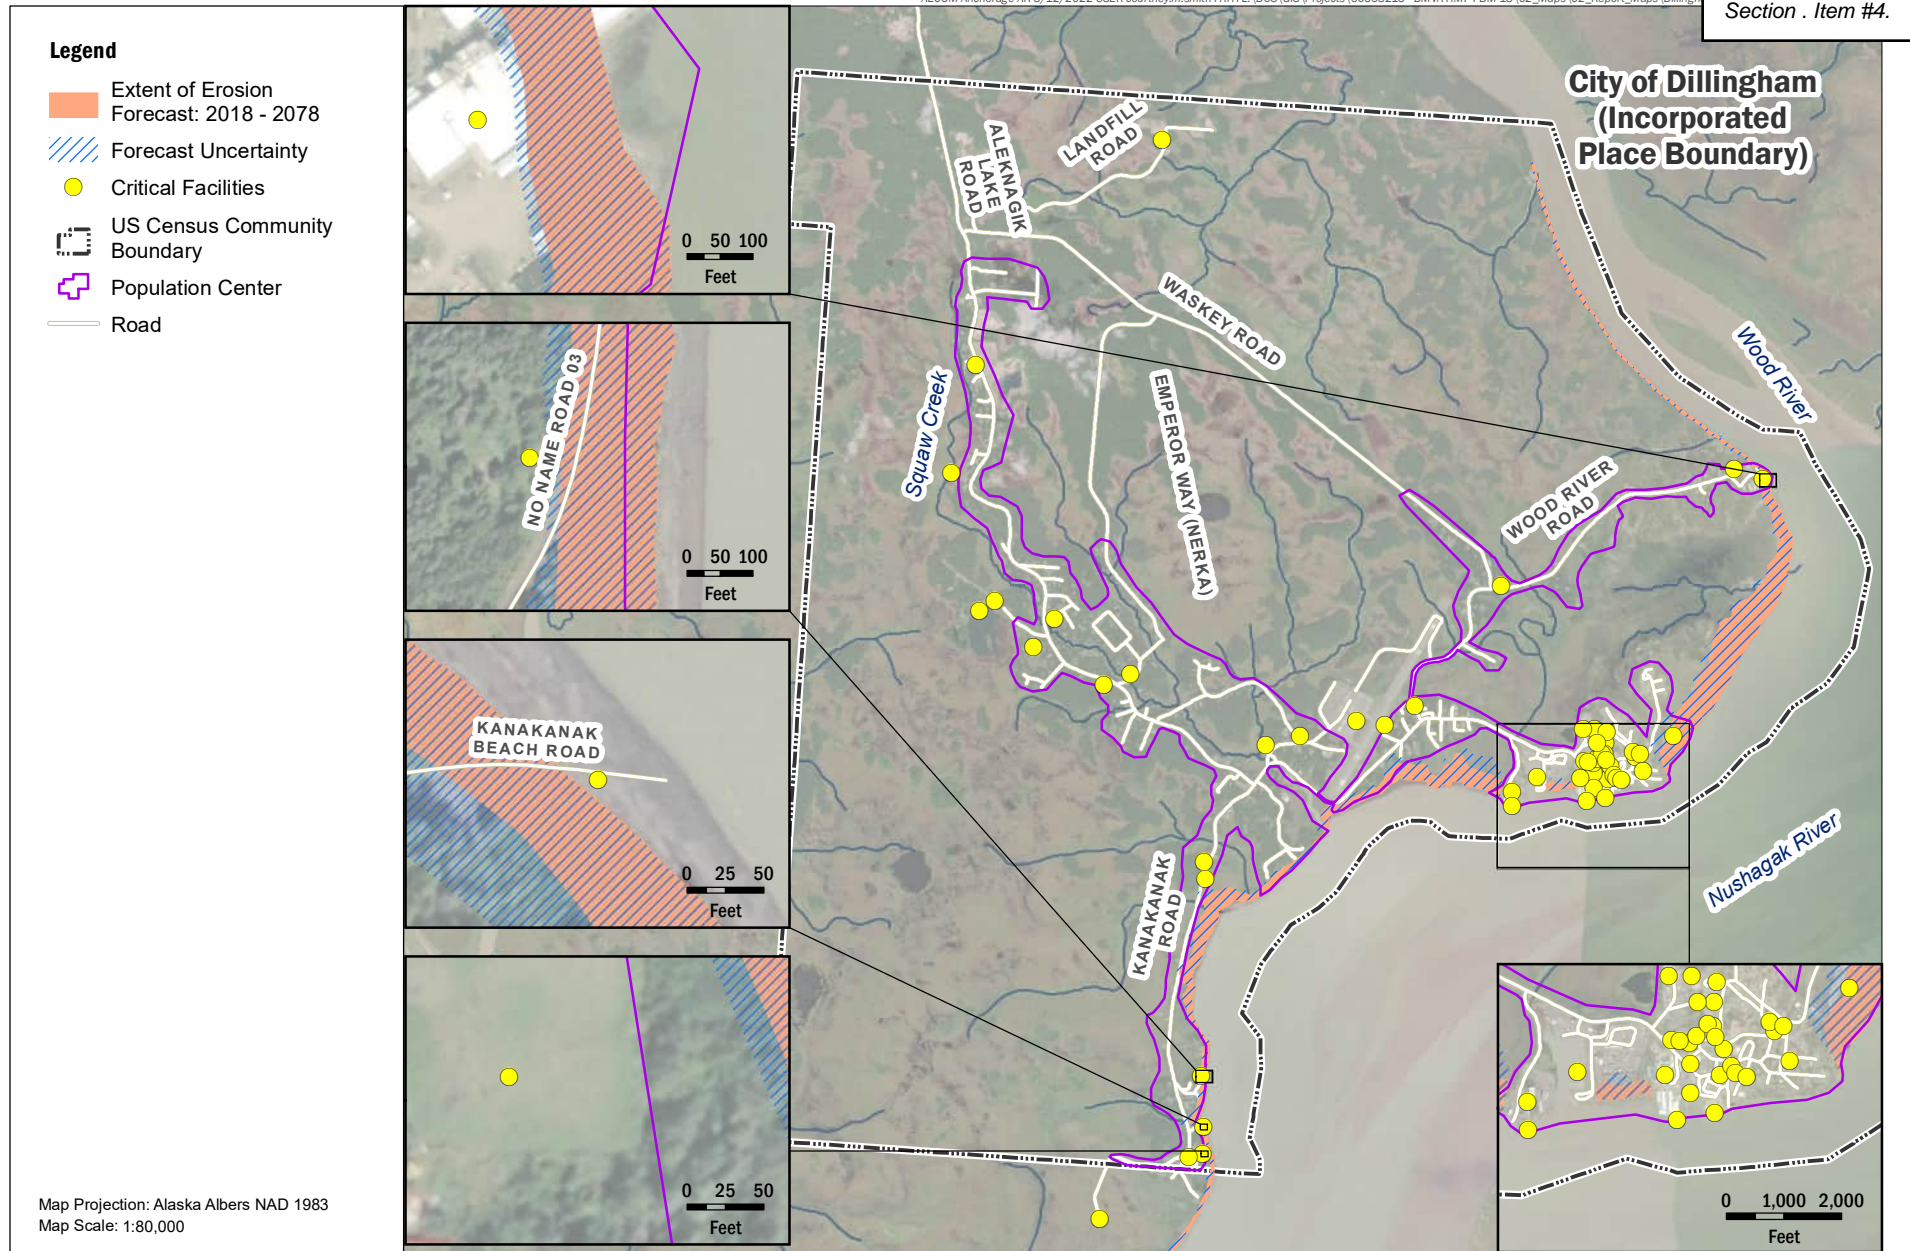 Section . Item #4.
Legend
Extent of Erosion
Forecast: 2018 - 2078
Forecast Uncertainty
Critical Facilities
US Census Community
Boundary
Population Center
Road
Map Projection: Alaska Albers NAD 1983
Map Scale: 1:80,000
0 50 100
Feet
NO NAME ROAD 03
0 50 100
Feet
KANAKANAK
BEACH ROAD
0 25 50
Feet
0 25 50
Feet
City of Dillingham
(Incorporated
Place Boundary)
LANDFILL
ROAD
ALEKNAGIK
LAKE
ROAD
WASKEY ROAD
Wood River
Squaw Creek
EMPEROR WAY (NERKA)
WOOD RIVER
ROAD
Nushagak River
KANAKANAK
ROAD
0 1,000 2,000
Feet